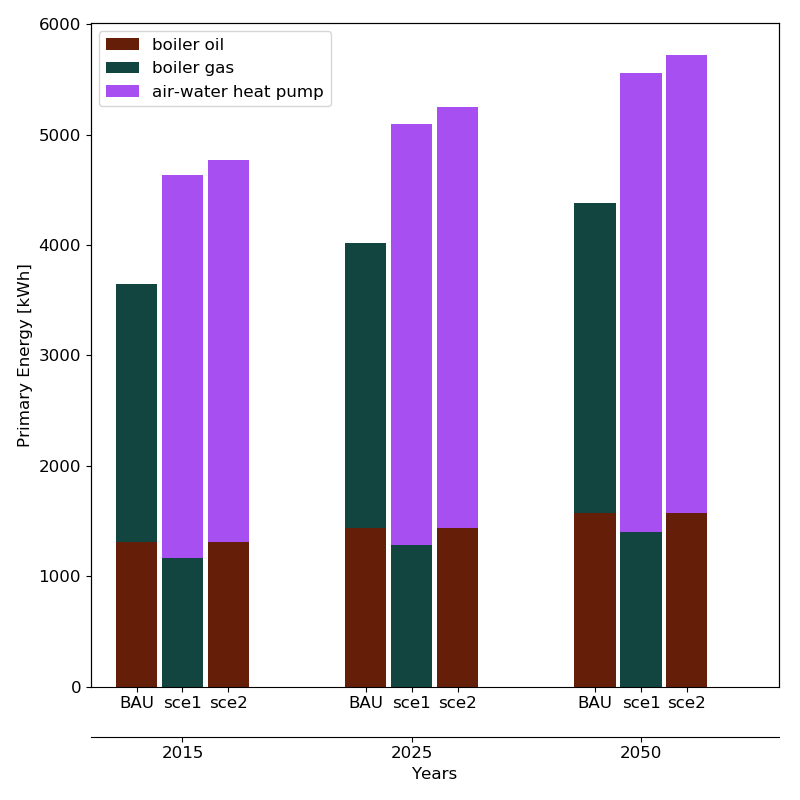 boiler oil
boiler gas
air-water heat pump
6000
5000
4000
3000
2000
1000
0
Primary Energy [kWh]
BAU sce1 sce2 BAU sce1 sce2 BAU sce1 sce2
2015 2025 2050
Years